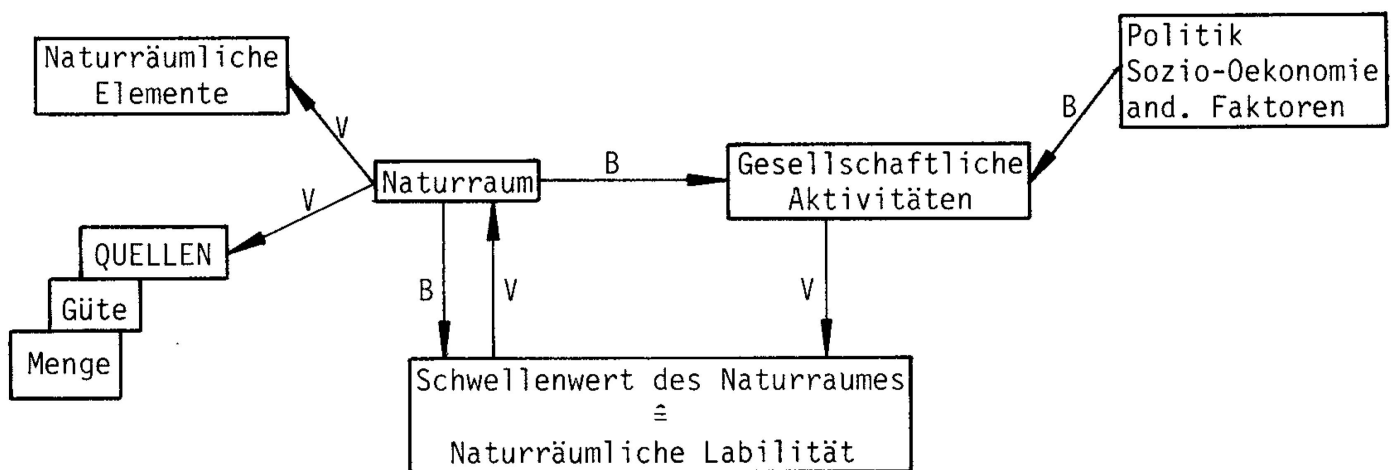 Naturräumliche
Elemente
Politik
Sozio-Oekonomie
and. Faktoren
B
V
B
Gesellschaftliche
Aktivitäten
Naturraum
V
QUELLEN
Güte
Menge
B
V
V
Schwellenwert des Naturraumes
≙
Naturräumliche Labilität